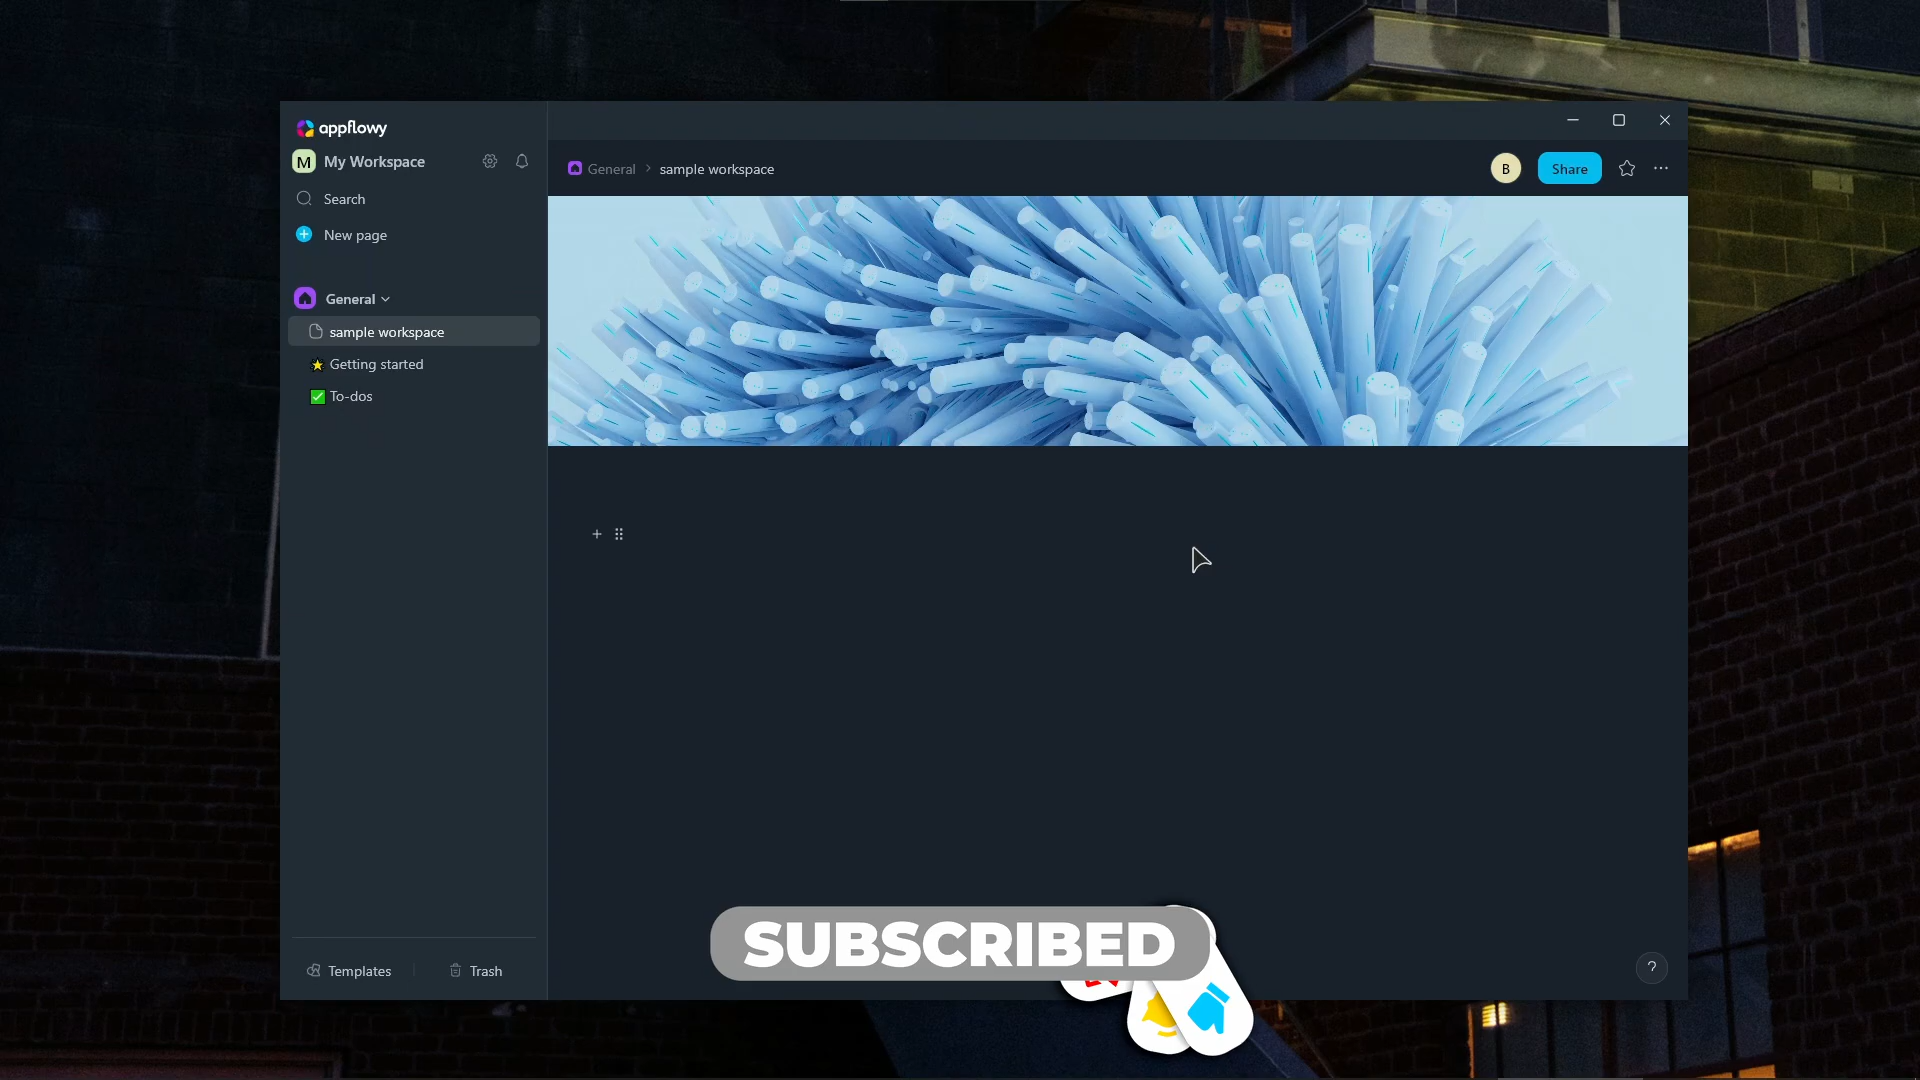 appflowy
M My Workspace
Search
New page
General
sample workspace
Getting started
To-dos
Templates
Trash
General > sample workspace
B
Share
?
SUBSCRIBED